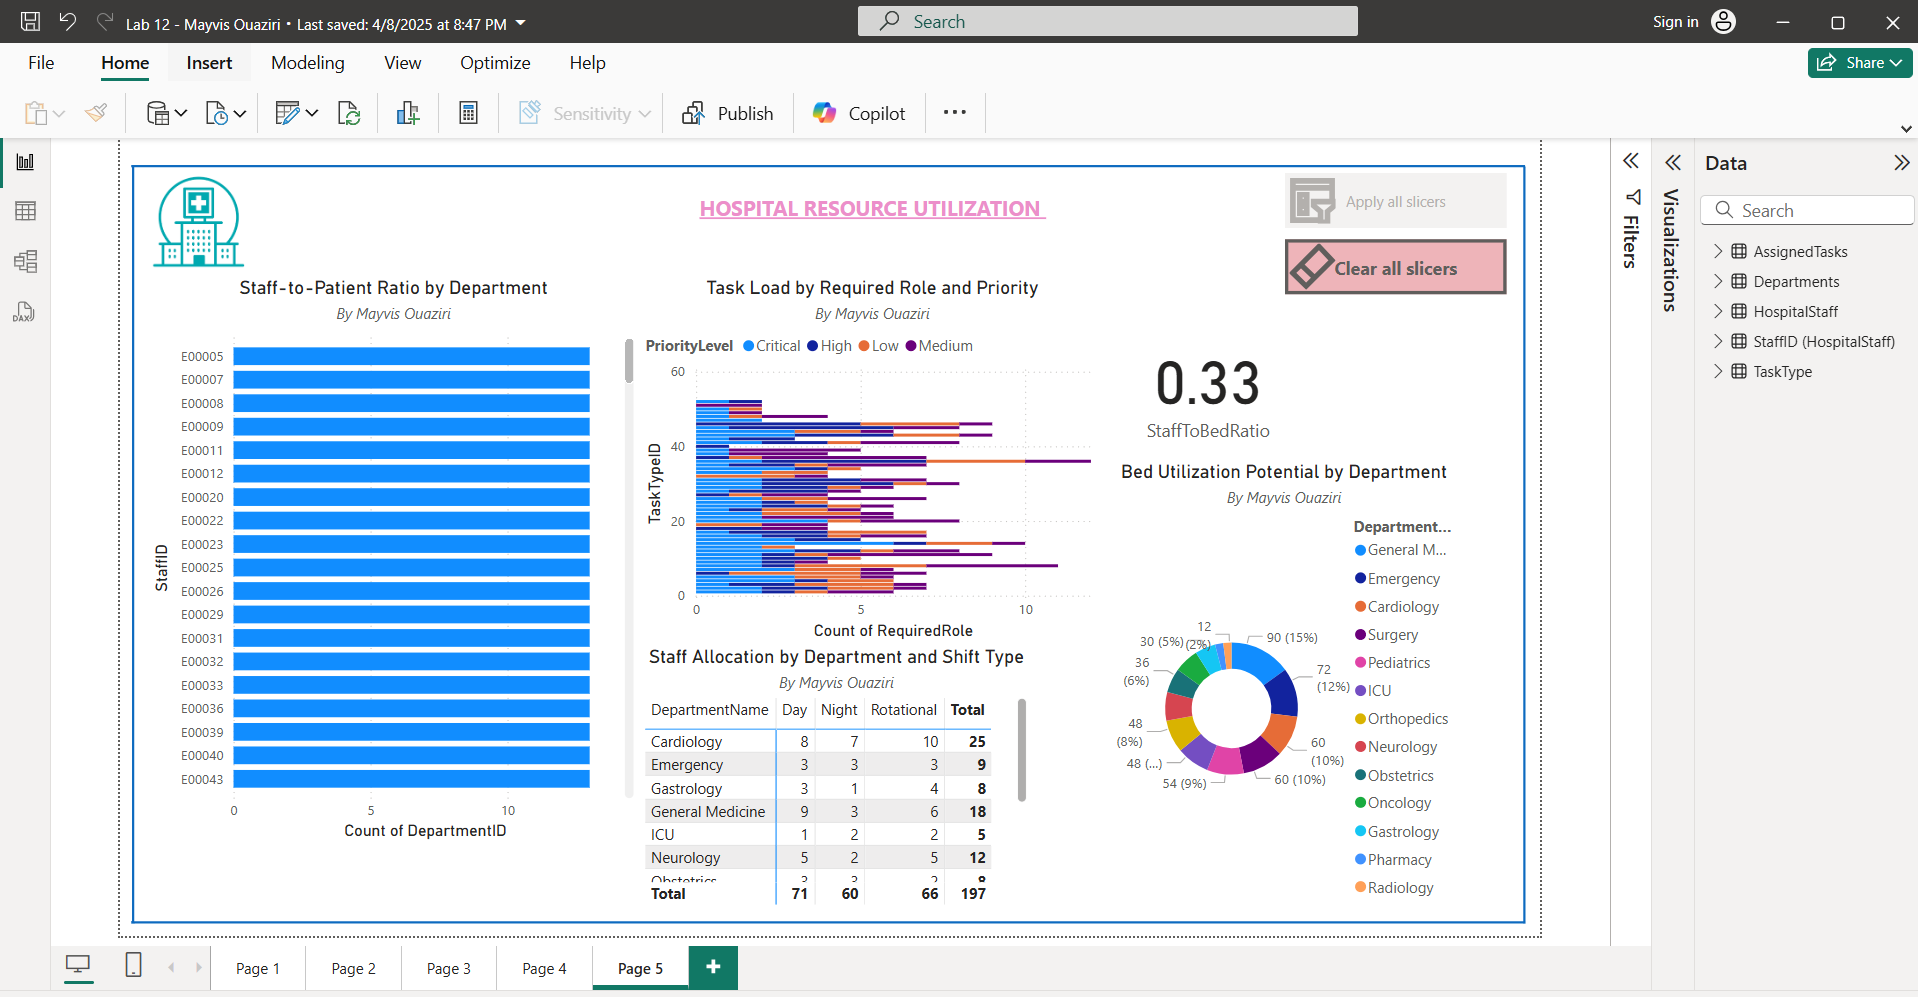 Lab 12 - Mayvis Ouaziri • Last saved: 4/8/2025 at 8:47 PM
Search
Sign in
File Home Insert Modeling View Optimize Help
Share
Sensitivity
Publish
Copilot
HOSPITAL RESOURCE UTILIZATION
Apply all slicers
Clear all slicers
Staff-to-Patient Ratio by Department
By Mayvis Ouaziri
StaffID
E00005
E00007
E00008
E00009
E00011
E00012
E00020
E00022
E00023
E00025
E00026
E00029
E00031
E00032
E00033
E00036
E00039
E00040
E00043
0 5 10
Count of DepartmentID
Task Load by Required Role and Priority
By Mayvis Ouaziri
PriorityLevel Critical High Low Medium
TaskTypeID
60
40
20
0
0 5 10
Count of RequiredRole
Staff Allocation by Department and Shift Type
By Mayvis Ouaziri
DepartmentName Day Night Rotational Total
Cardiology 8 7 10 25
Emergency 3 3 3 9
Gastrology 3 1 4 8
General Medicine 9 3 6 18
ICU 1 2 2 5
Neurology 5 2 5 12
Obstetrics 3 3 2 8
Total 71 60 66 197
0.33
StaffToBedRatio
Bed Utilization Potential by Department
By Mayvis Ouaziri
90 (15%)
72
(12%)
60
(10%)
60 (10%)
54 (9%)
48 (...)
48
(8%)
36
(6%)
30 (5%)
12
(2%)
Department...
General M...
Emergency
Cardiology
Surgery
Pediatrics
ICU
Orthopedics
Neurology
Obstetrics
Oncology
Gastrology
Pharmacy
Radiology
Filters
Visualizations
Data
Search
AssignedTasks
Departments
HospitalStaff
StaffID (HospitalStaff)
TaskType
DAX
Page 1 Page 2 Page 3 Page 4 Page 5